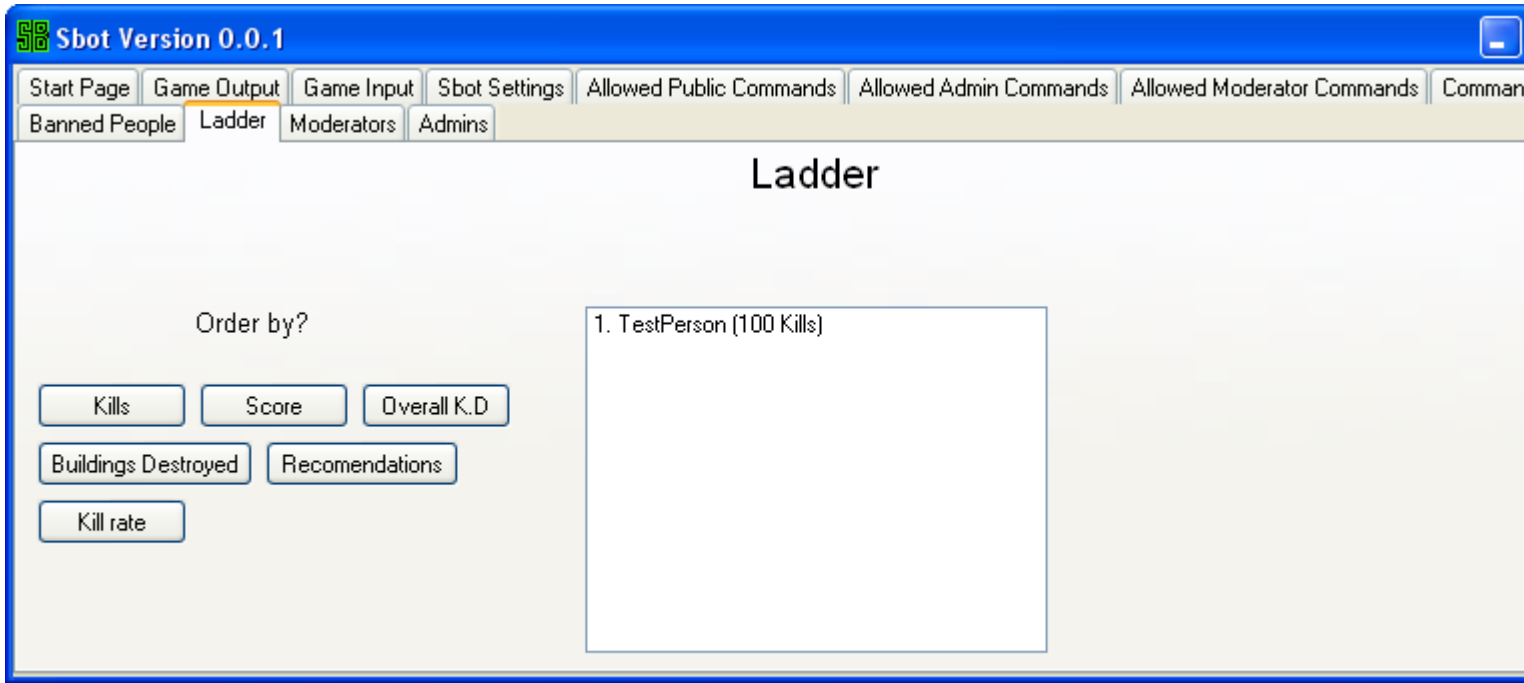 SB Sbot Version 0.0.1
Start Page Game Output Game Input Sbot Settings Allowed Public Commands Allowed Admin Commands Allowed Moderator Commands Comman
Banned People Ladder Moderators Admins
Ladder
Order by?
1. TestPerson (100 Kills)
Kills Score Overall K.D
Buildings Destroyed Recomendations
Kill rate